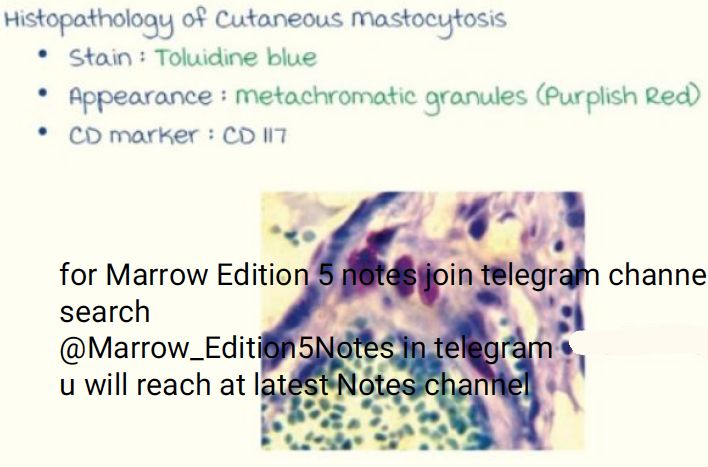 Histopathology of Cutaneous mastocytosis
• Stain : Toluidine blue
• Appearance : metachromatic granules (Purplish Red)
• CD marker : CD 117
for Marrow Edition 5 notes join telegram channe
search
@Marrow_Edition5Notes in telegram
u will reach at latest Notes channel